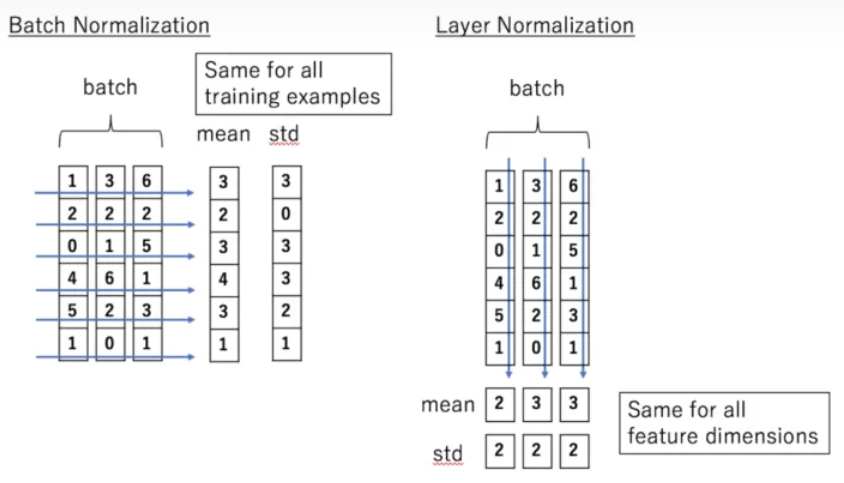 Batch Normalization
Same for all
training examples
batch
mean std
1 3 6 3 3
2 2 2 2 0
0 1 5 3 3
4 6 1 4 3
5 2 3 3 2
1 0 1 1 1
Layer Normalization
batch
1 3 6
2 2 2
0 1 5
4 6 1
5 2 3
1 0 1
mean 2 3 3
std 2 2 2
Same for all
feature dimensions